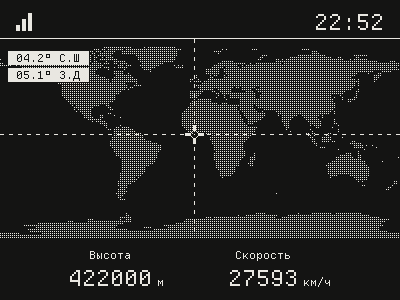 22:52
04.2° С.Ш
05.1° З.Д
Высота
422000 м
Скорость
27593 км/ч